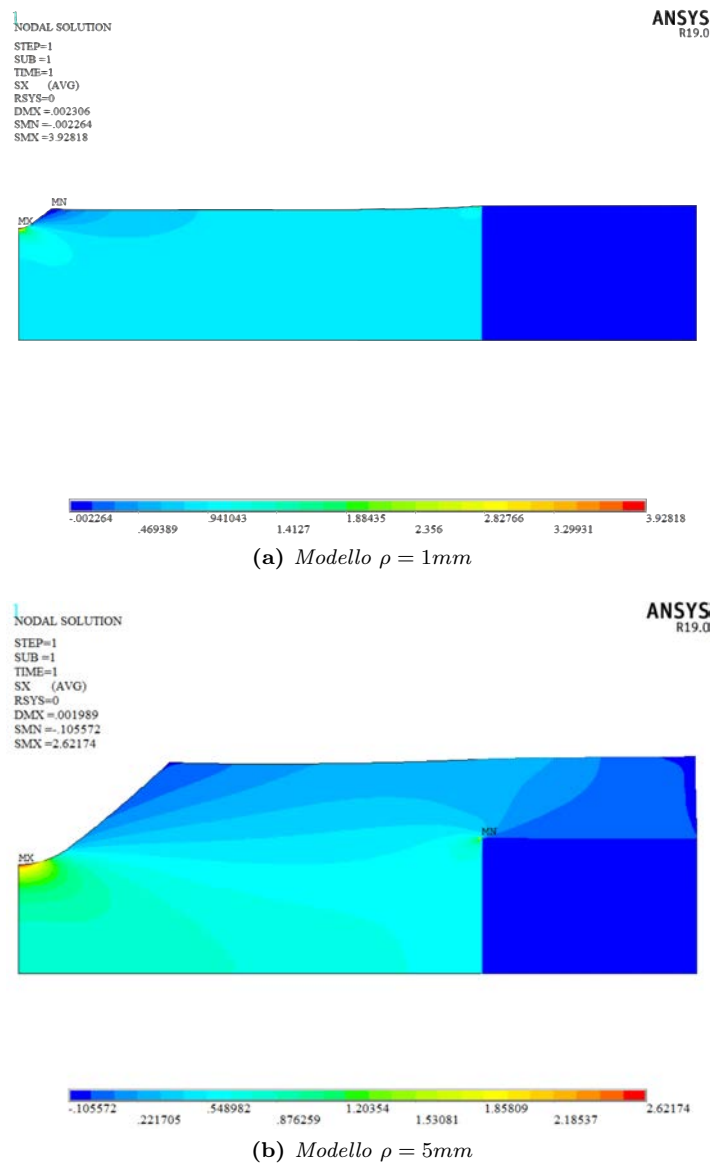 1
ANSYS
R19.0
NODAL SOLUTION
STEP=1
SUB =1
TIME=1
SX (AVG)
RSYS=0
DMX =.002306
SMN =-.002264
SMX =3.92818
MN
MX
-.002264 .941043 1.88435 2.82766 3.92818
.469389 1.4127 2.356 3.29931
(a) Modello ρ = 1mm
1
ANSYS
R19.0
NODAL SOLUTION
STEP=1
SUB =1
TIME=1
SX (AVG)
RSYS=0
DMX =.001989
SMN =-.105572
SMX =2.62174
MN
MX
-.105572 .548982 1.20354 1.85809 2.62174
.221705 .876259 1.53081 2.18537
(b) Modello ρ = 5mm